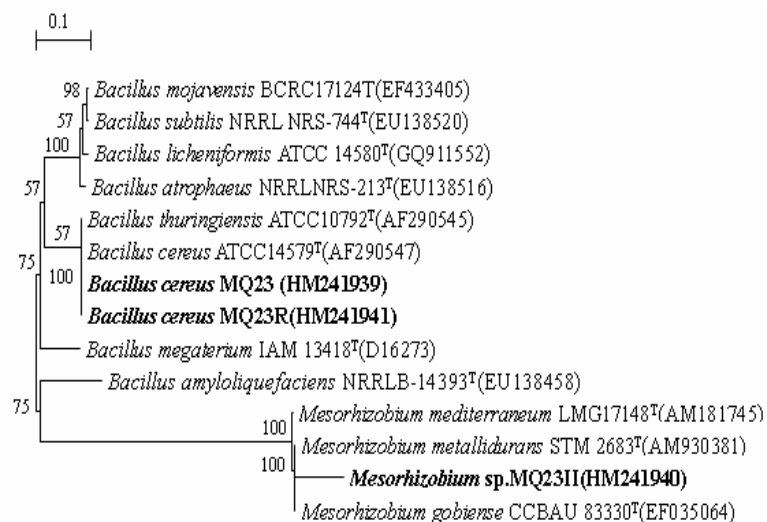 0.1
98 Bacillus mojavensis BCRC17124T(EF433405)
57 Bacillus subtilis NRRL NRS-744ᵀ(EU138520)
100 Bacillus licheniformis ATCC 14580ᵀ(GQ911552)
57 Bacillus atrophaeus NRRLNRS-213ᵀ(EU138516)
Bacillus thuringiensis ATCC10792ᵀ(AF290545)
57
Bacillus cereus ATCC14579ᵀ(AF290547)
75
100 Bacillus cereus MQ23 (HM241939)
Bacillus cereus MQ23R(HM241941)
Bacillus megaterium IAM 13418ᵀ(D16273)
Bacillus amyloliquefaciens NRRLB-14393ᵀ(EU138458)
75
Mesorhizobium mediterraneum LMG17148ᵀ(AM181745)
100
Mesorhizobium metallidurans STM 2683ᵀ(AM930381)
100
Mesorhizobium sp.MQ23II(HM241940)
Mesorhizobium gobiense CCBAU 83330ᵀ(EF035064)